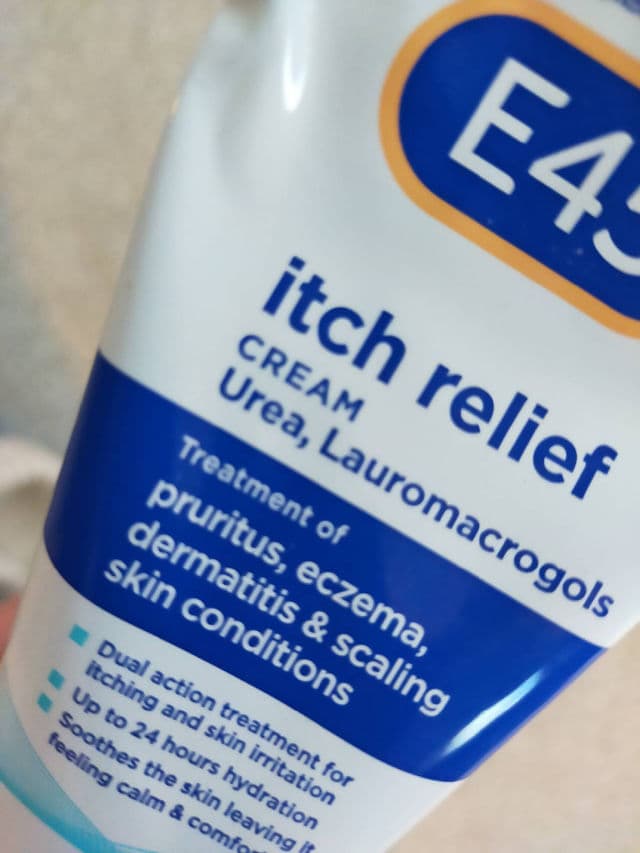 E45
itch relief
CREAM
Urea, Lauromacrogols
Treatment of
pruritus, eczema,
dermatitis & scaling
skin conditions
Dual action treatment for
itching and skin irritation
Up to 24 hours hydration
Soothes the skin leaving it
feeling calm &